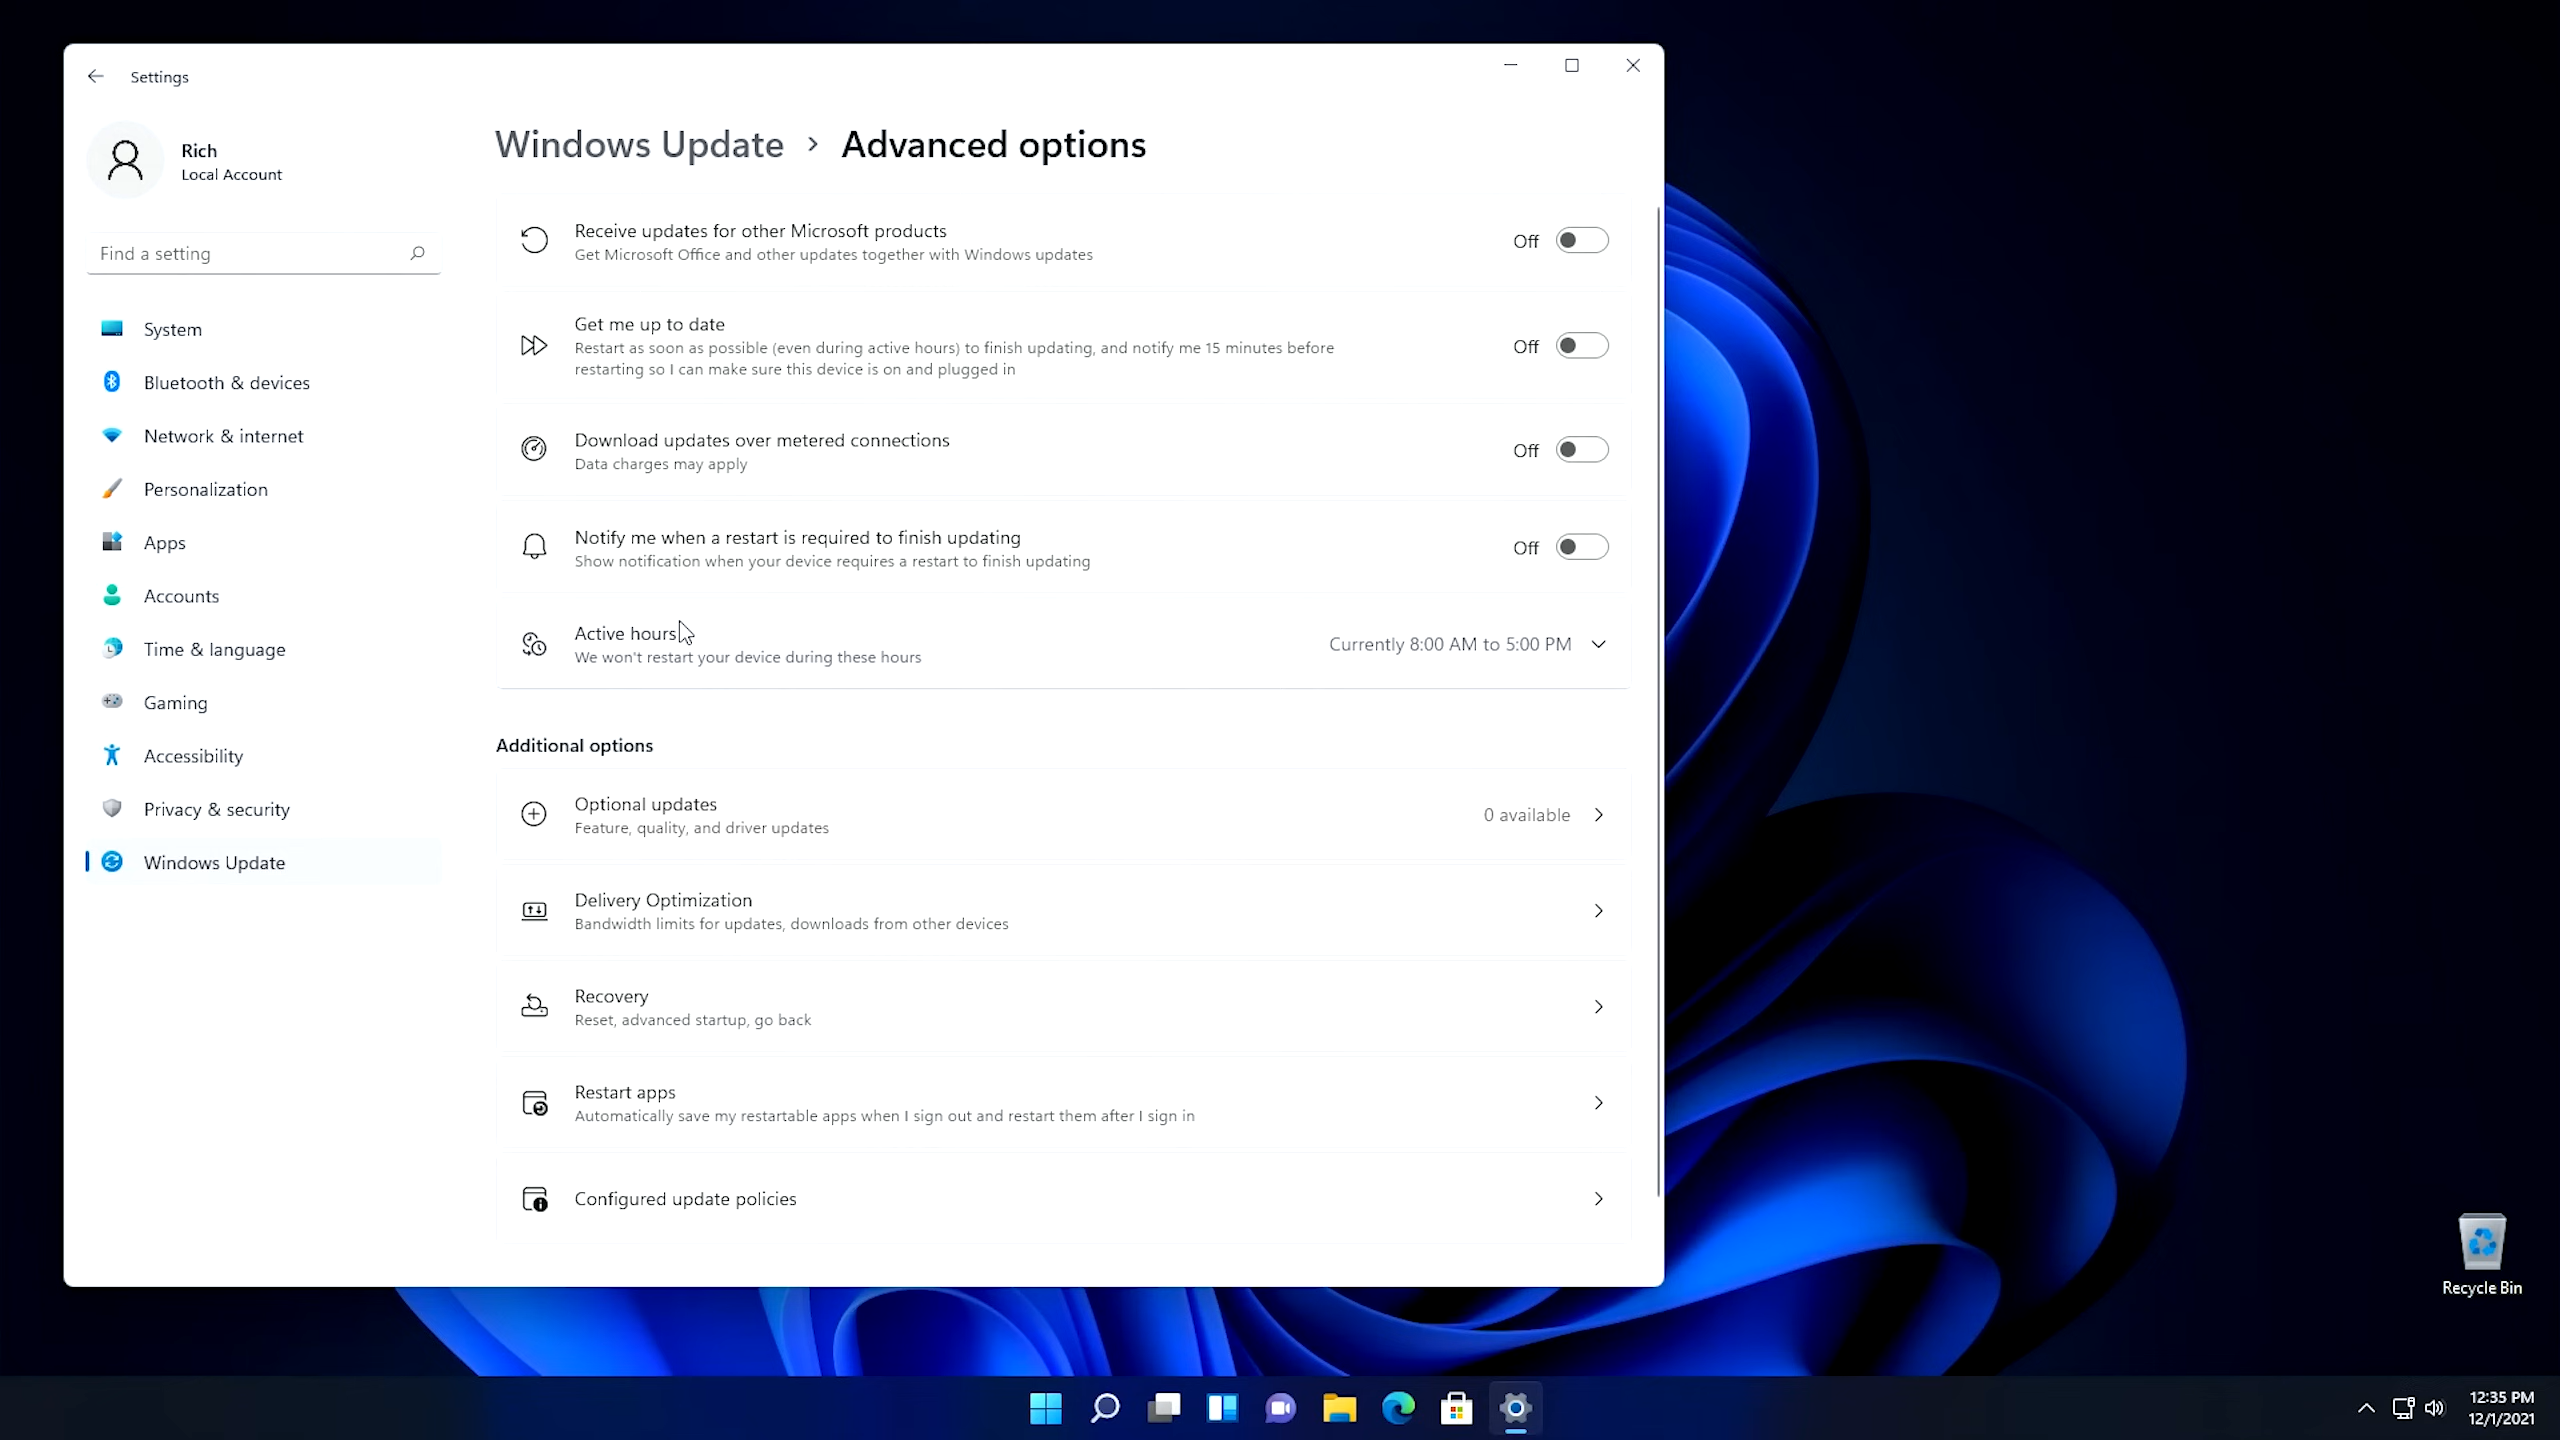 Settings
Rich
Local Account
Find a setting
System
Bluetooth & devices
Network & internet
Personalization
Apps
Accounts
Time & language
Gaming
Accessibility
Privacy & security
Windows Update
Windows Update > Advanced options
Receive updates for other Microsoft products
Get Microsoft Office and other updates together with Windows updates
Off
Get me up to date
Restart as soon as possible (even during active hours) to finish updating, and notify me 15 minutes before
restarting so I can make sure this device is on and plugged in
Off
Download updates over metered connections
Data charges may apply
Off
Notify me when a restart is required to finish updating
Show notification when your device requires a restart to finish updating
Off
Active hours
We won't restart your device during these hours
Currently 8:00 AM to 5:00 PM
Additional options
Optional updates
Feature, quality, and driver updates
0 available
Delivery Optimization
Bandwidth limits for updates, downloads from other devices
Recovery
Reset, advanced startup, go back
Restart apps
Automatically save my restartable apps when I sign out and restart them after I sign in
Configured update policies
Recycle Bin
12:35 PM
12/1/2021